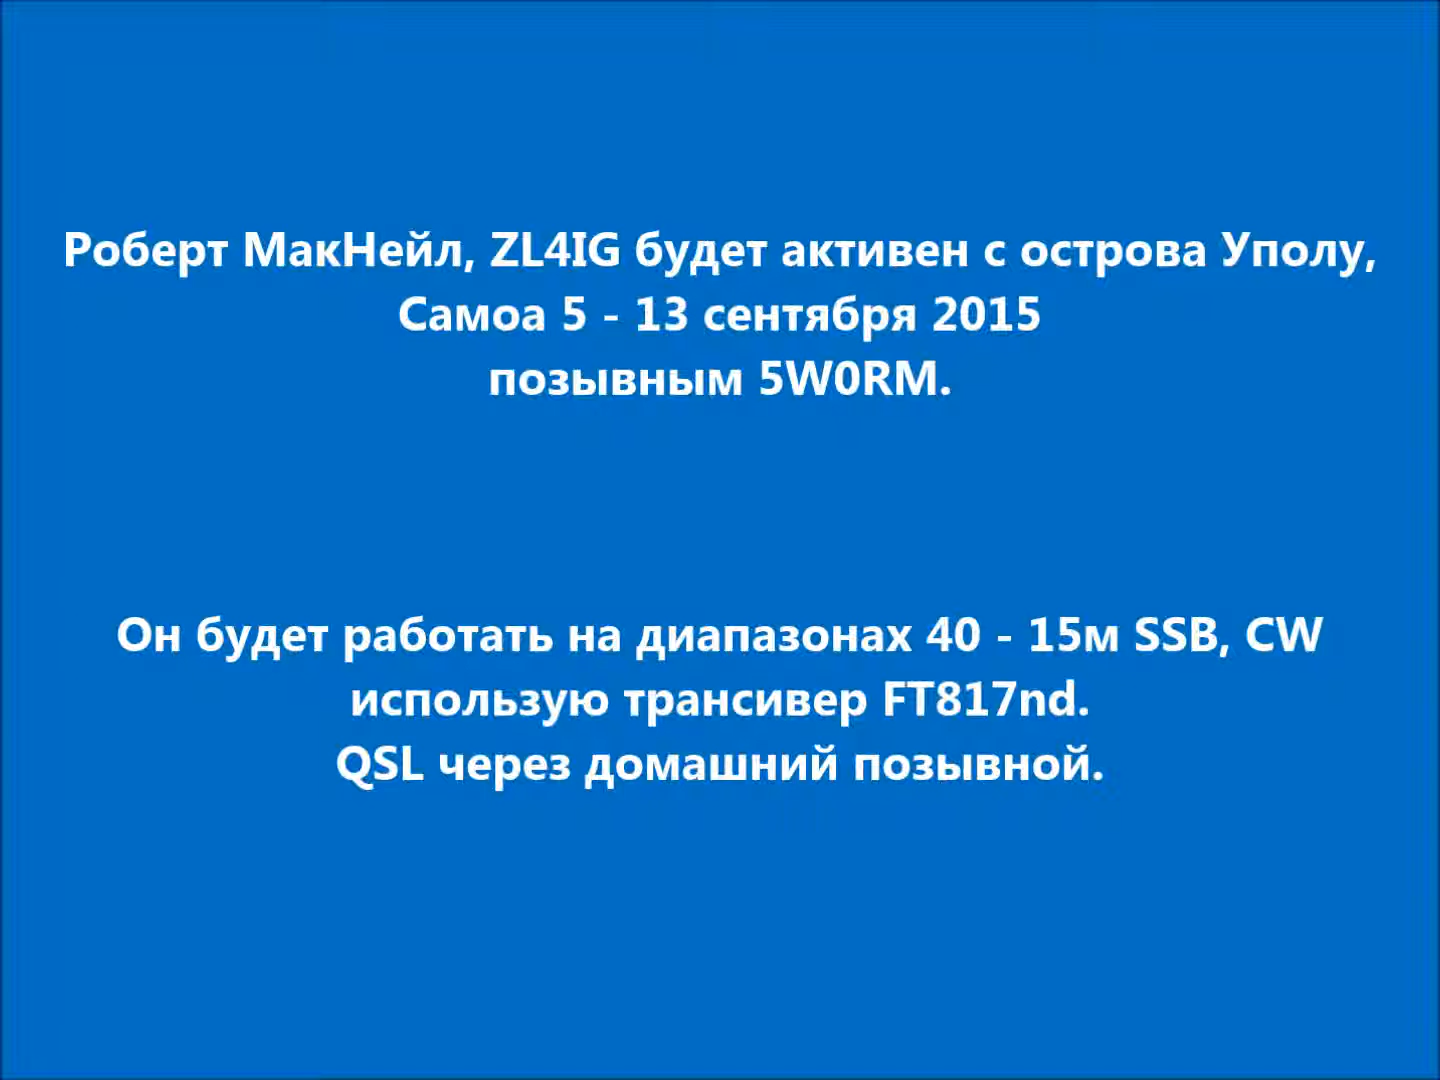 Роберт МакНейл, ZL4IG будет активен с острова Уполу,
Самоа 5 - 13 сентября 2015
позывным 5W0RM.
Он будет работать на диапазонах 40 - 15м SSB, CW
использую трансивер FT817nd.
QSL через домашний позывной.